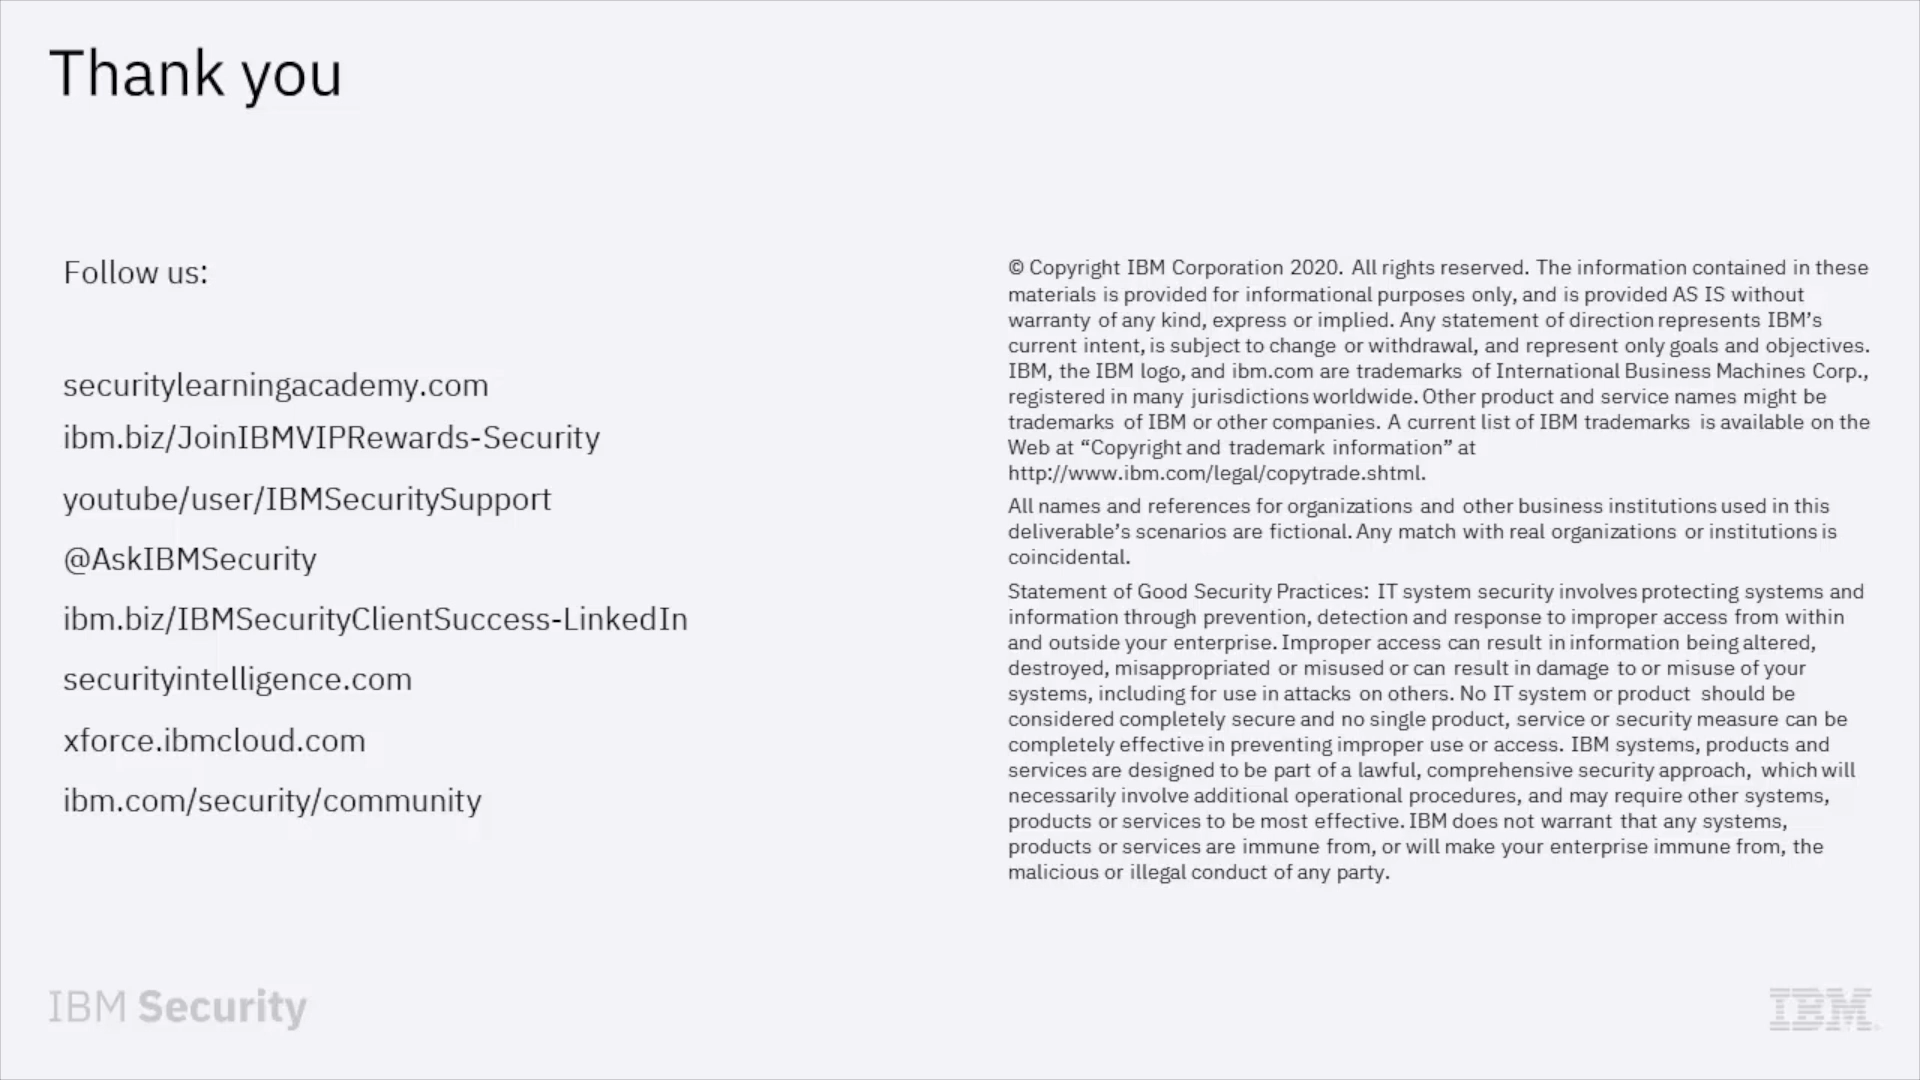 Thank you
Follow us:
securitylearningacademy.com
ibm.biz/JoinIBMVIPRewards-Security
youtube/user/IBMSecuritySupport
@AskIBMSecurity
ibm.biz/IBMSecurityClientSuccess-LinkedIn
securityintelligence.com
xforce.ibmcloud.com
ibm.com/security/community
© Copyright IBM Corporation 2020. All rights reserved. The information contained in these
materials is provided for informational purposes only, and is provided AS IS without
warranty of any kind, express or implied. Any statement of direction represents IBM’s
current intent, is subject to change or withdrawal, and represent only goals and objectives.
IBM, the IBM logo, and ibm.com are trademarks of International Business Machines Corp.,
registered in many jurisdictions worldwide. Other product and service names might be
trademarks of IBM or other companies. A current list of IBM trademarks is available on the
Web at “Copyright and trademark information” at
http://www.ibm.com/legal/copytrade.shtml.
All names and references for organizations and other business institutions used in this
deliverable’s scenarios are fictional. Any match with real organizations or institutions is
coincidental.
Statement of Good Security Practices: IT system security involves protecting systems and
information through prevention, detection and response to improper access from within
and outside your enterprise. Improper access can result in information being altered,
destroyed, misappropriated or misused or can result in damage to or misuse of your
systems, including for use in attacks on others. No IT system or product should be
considered completely secure and no single product, service or security measure can be
completely effective in preventing improper use or access. IBM systems, products and
services are designed to be part of a lawful, comprehensive security approach, which will
necessarily involve additional operational procedures, and may require other systems,
products or services to be most effective. IBM does not warrant that any systems,
products or services are immune from, or will make your enterprise immune from, the
malicious or illegal conduct of any party.
IBM Security
IBM